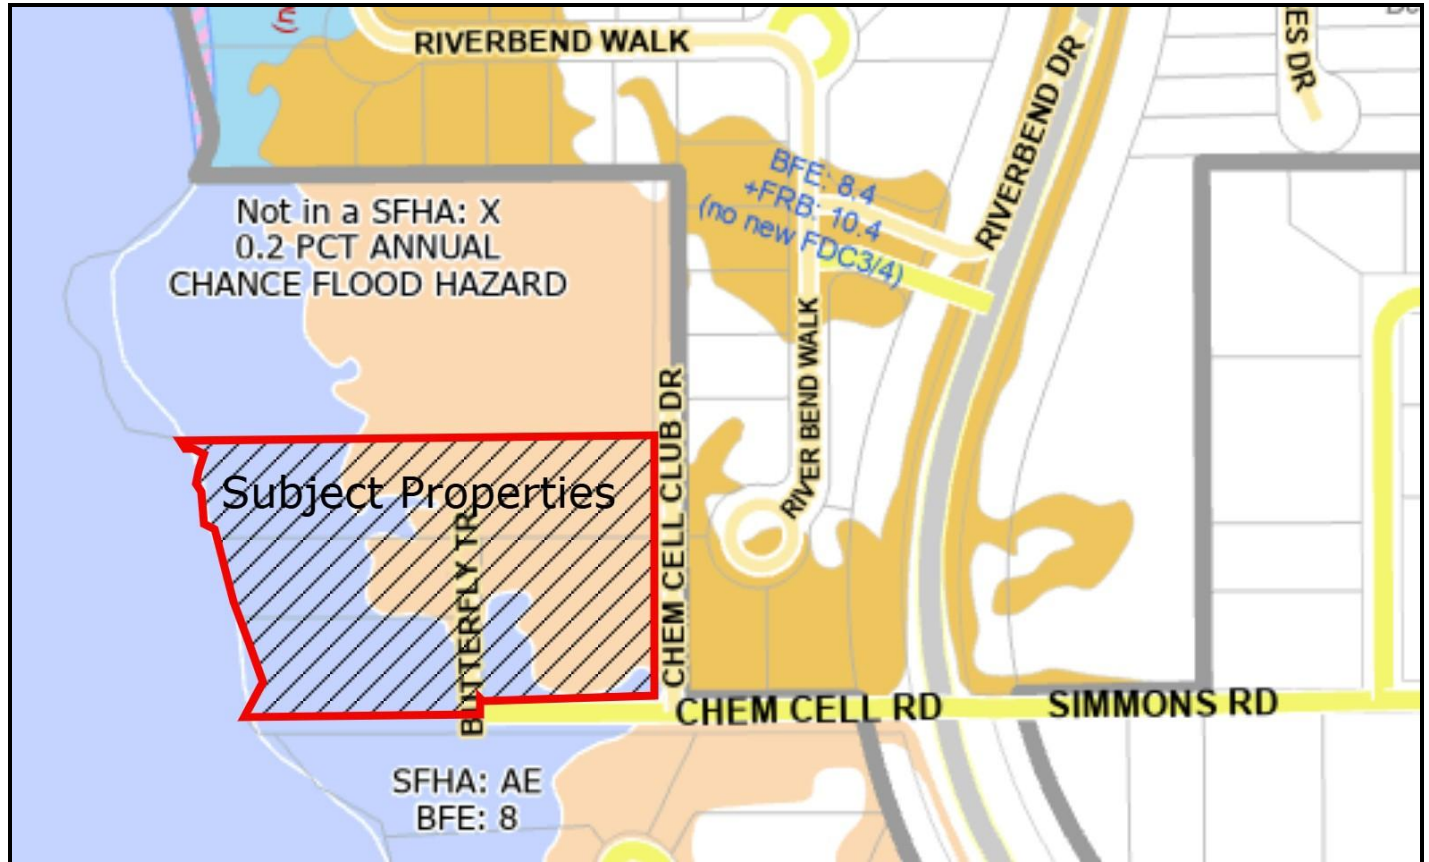 RIVERBEND WALK
ES DR
RIVERBEND DR
BFE: 8.4
+FRB: 10.4
(no new FDC3/4)
Not in a SFHA: X
0.2 PCT ANNUAL
CHANCE FLOOD HAZARD
RIVER BEND WALK
CHEM CELL CLUB DR
Subject Properties
BUTTERFLY TR
CHEM CELL RD
SIMMONS RD
SFHA: AE
BFE: 8